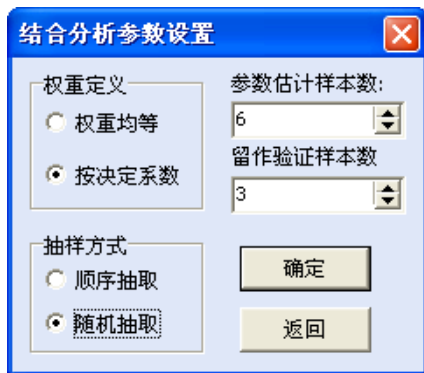 结合分析参数设置
权重定义
权重均等
按决定系数
参数估计样本数:
6
留作验证样本数
3
抽样方式
顺序抽取
随机抽取
确定
返回